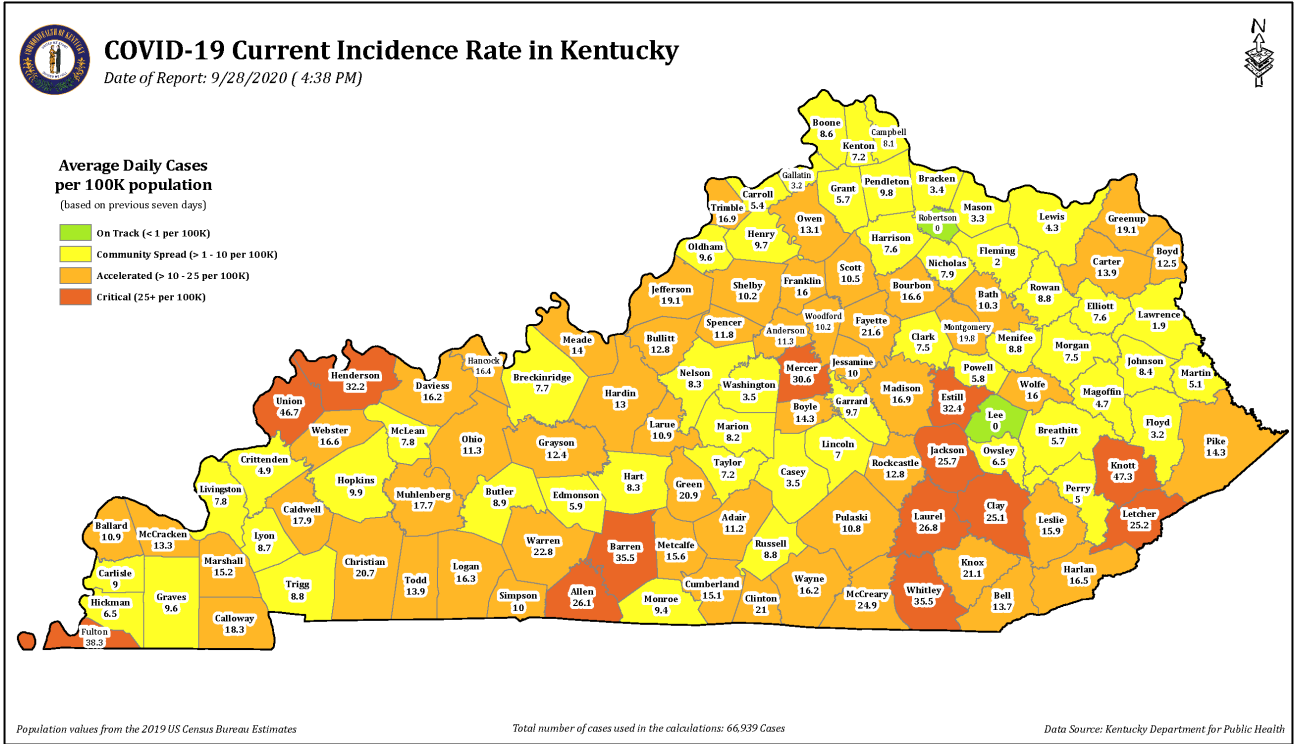 COVID-19 Current Incidence Rate in Kentucky
Date of Report: 9/28/2020 ( 4:38 PM)
N
Average Daily Cases
per 100K population
(based on previous seven days)
On Track (< 1 per 100K)
Community Spread (> 1 - 10 per 100K)
Accelerated (> 10 - 25 per 100K)
Critical (25+ per 100K)
Boone
8.6
Kenton
7.2
Campbell
8.1
Gallatin
3.2
Carroll
5.4
Grant
5.7
Pendleton
9.8
Bracken
3.4
Trimble
16.9
Owen
13.1
Robertson
0
Mason
3.3
Lewis
4.3
Greenup
19.1
Oldham
9.6
Henry
9.7
Harrison
7.6
Fleming
2
Boyd
12.5
Carter
13.9
Nicholas
7.9
Scott
10.5
Jefferson
19.1
Shelby
10.2
Franklin
16
Bourbon
16.6
Bath
10.3
Rowan
8.8
Elliott
7.6
Lawrence
1.9
Spencer
11.8
Anderson
11.3
Woodford
10.2
Fayette
21.6
Clark
7.5
Montgomery
19.8
Menifee
8.8
Morgan
7.5
Meade
14
Bullitt
12.8
Johnson
8.4
Martin
5.1
Hancock
16.4
Breckinridge
7.7
Nelson
8.3
Washington
3.5
Mercer
30.6
Jessamine
10
Powell
5.8
Wolfe
16
Magoffin
4.7
Henderson
32.2
Daviess
16.2
Hardin
13
Madison
16.9
Estill
32.4
Union
46.7
Boyle
14.3
Garrard
9.7
Lee
0
Floyd
3.2
Webster
16.6
McLean
7.8
Ohio
11.3
Grayson
12.4
Larue
10.9
Marion
8.2
Lincoln
7
Breathitt
5.7
Pike
14.3
Crittenden
4.9
Hopkins
9.9
Hart
8.3
Taylor
7.2
Casey
3.5
Rockcastle
12.8
Jackson
25.7
Owsley
6.5
Knott
47.3
Livingston
7.8
Caldwell
17.9
Muhlenberg
17.7
Butler
8.9
Edmonson
5.9
Green
20.9
Perry
5
Ballard
10.9
McCracken
13.3
Lyon
8.7
Adair
11.2
Pulaski
10.8
Laurel
26.8
Clay
25.1
Leslie
15.9
Letcher
25.2
Warren
22.8
Barren
35.5
Metcalfe
15.6
Russell
8.8
Carlisle
9
Marshall
15.2
Christian
20.7
Todd
13.9
Logan
16.3
Knox
21.1
Harlan
16.5
Hickman
6.5
Graves
9.6
Trigg
8.8
Simpson
10
Allen
26.1
Monroe
9.4
Cumberland
15.1
Clinton
21
Wayne
16.2
McCreary
24.9
Whitley
35.5
Bell
13.7
Calloway
18.3
Fulton
38.3
Population values from the 2019 US Census Bureau Estimates
Total number of cases used in the calculations: 66,939 Cases
Data Source: Kentucky Department for Public Health